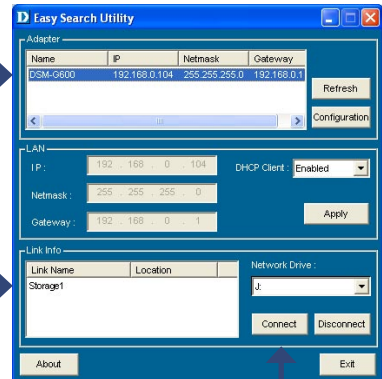 D Easy Search Utility
Adapter
Name IP Netmask Gateway
DSM-G600 192.168.0.104 255.255.255.0 192.168.0.1
Refresh
Configuration
LAN
IP : 192 . 168 . 0 . 104 DHCP Client : Enabled
Netmask : 255 . 255 . 255 . 0
Gateway : 192 . 168 . 0 . 1 Apply
Link Info
Link Name Location Network Drive :
Storage1 J:
Connect Disconnect
About Exit